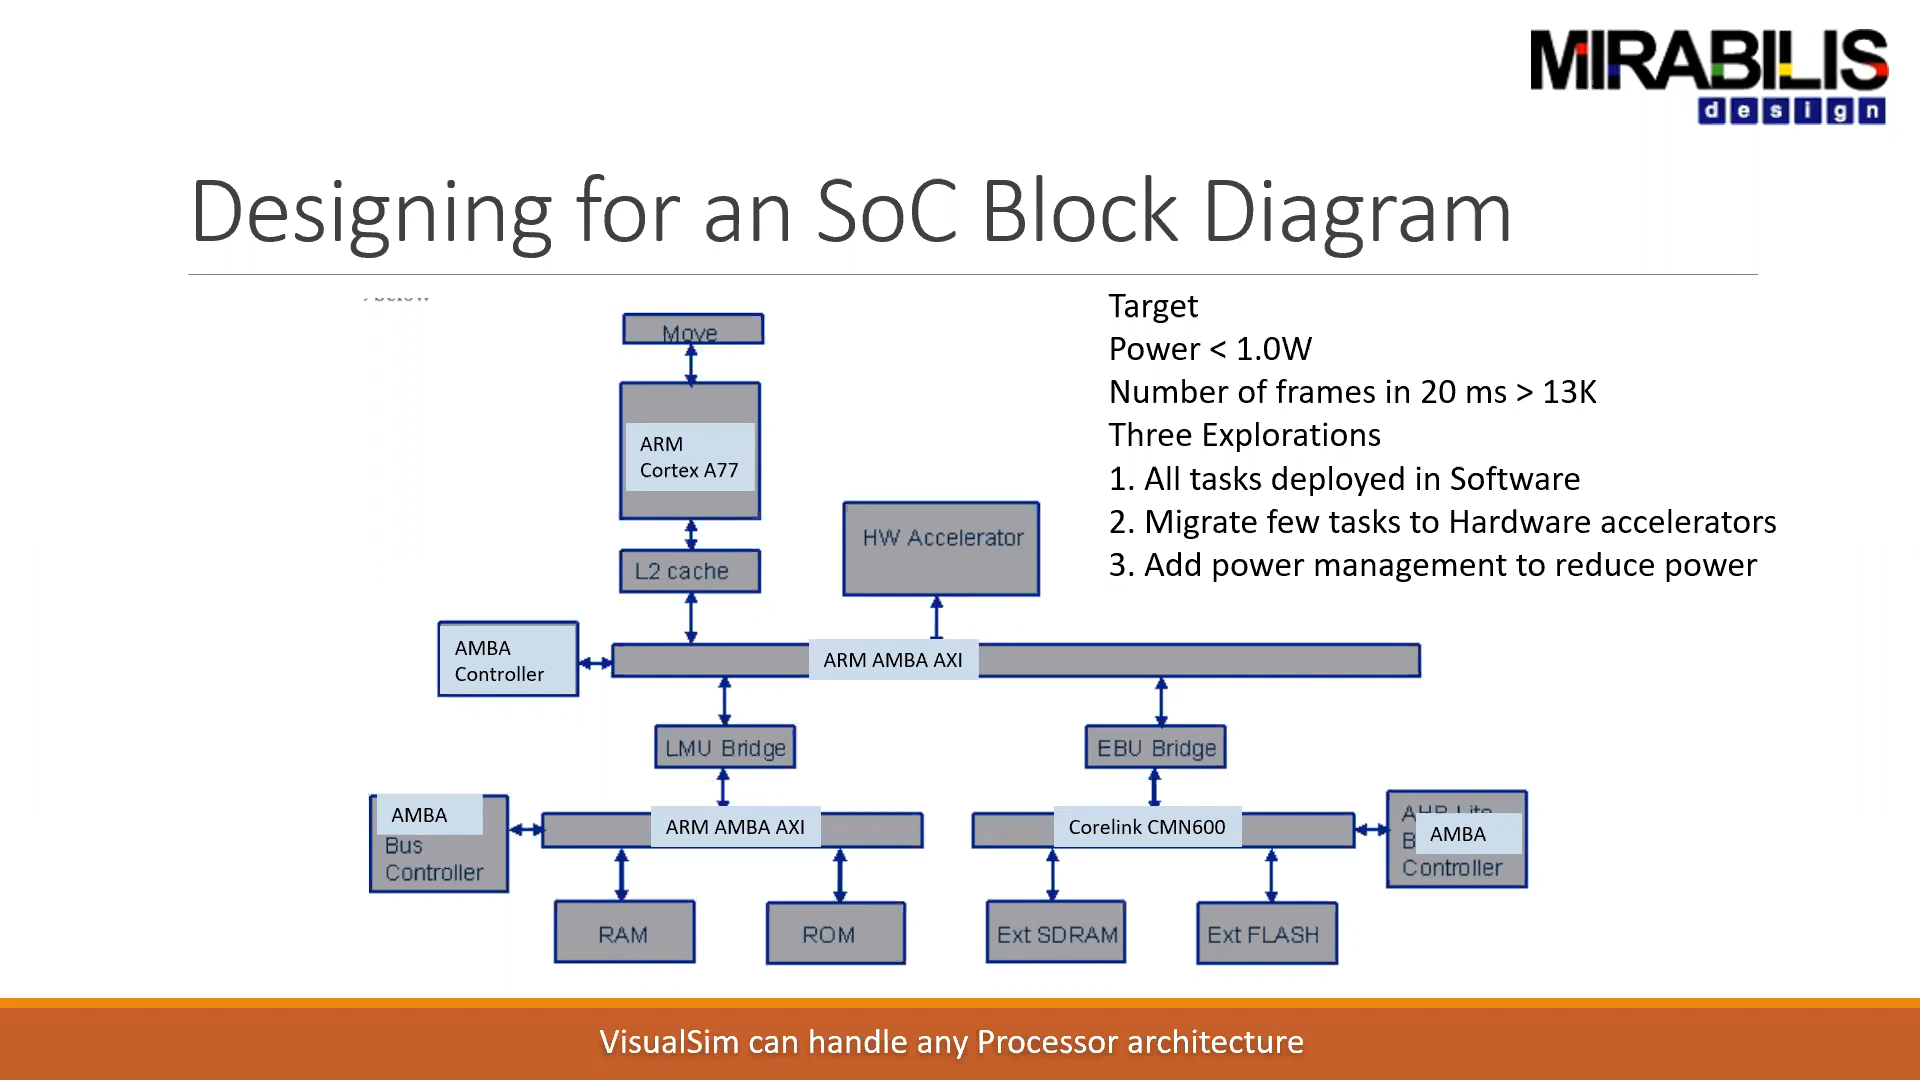 MIRABILIS
design
Designing for an SoC Block Diagram
Target
Power < 1.0W
Number of frames in 20 ms > 13K
Three Explorations
1. All tasks deployed in Software
2. Migrate few tasks to Hardware accelerators
3. Add power management to reduce power
Move
ARM
Cortex A77
HW Accelerator
L2 cache
AMBA
Controller
ARM AMBA AXI
LMU Bridge
EBU Bridge
AMBA
Bus
Controller
ARM AMBA AXI
Corelink CMN600
AMBA
Controller
RAM
ROM
Ext SDRAM
Ext FLASH
VisualSim can handle any Processor architecture